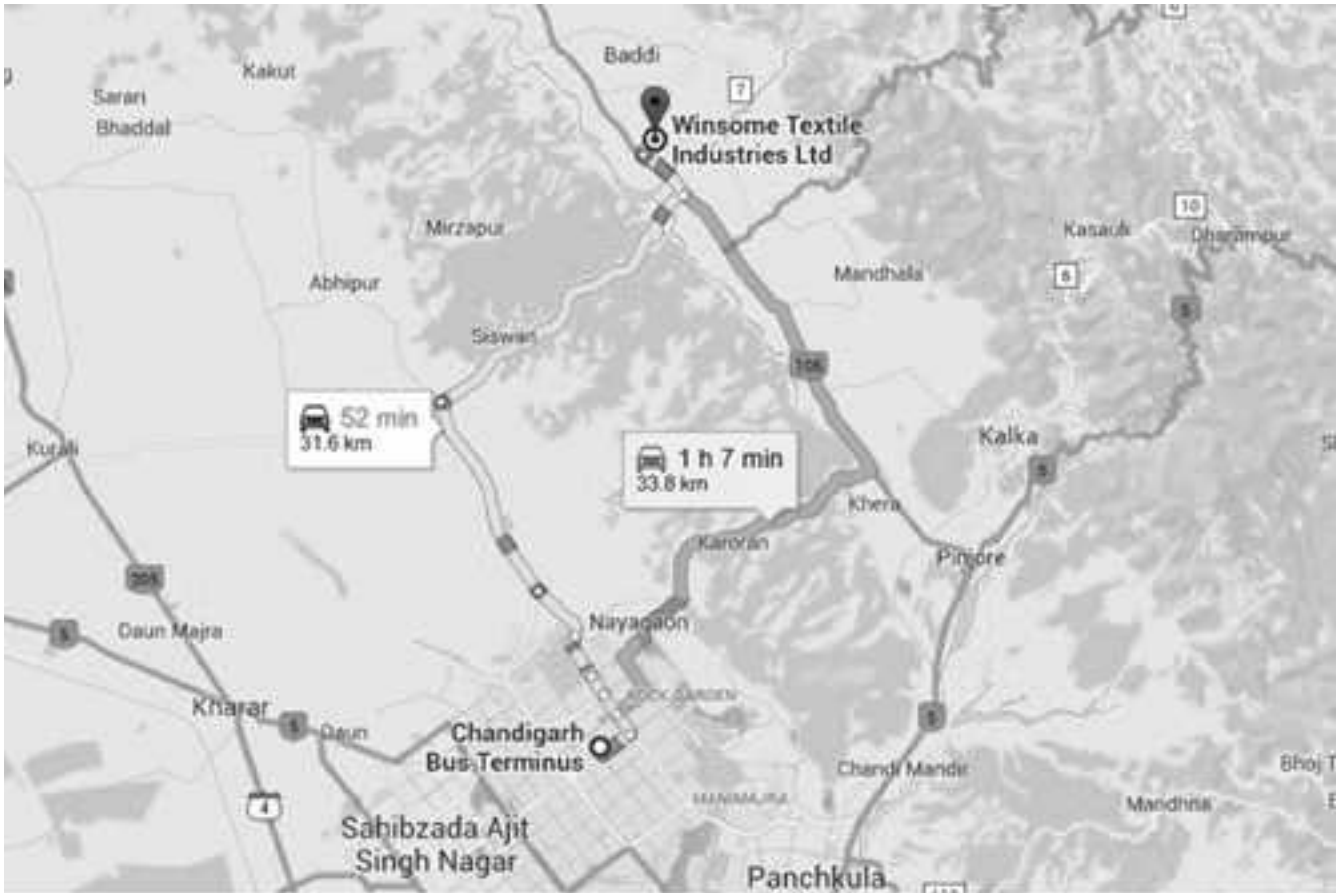 Baddi
Kakut
Sarari
Bhaddal
7
Winsome Textile
Industries Ltd
10
Mirzapur
Kasauli
Dharampur
Abhipur
Mandhala
6
5
Siswan
105
52 min
31.6 km
Kurali
1 h 7 min
33.8 km
Kalka
5
Khera
Karoran
Pinjore
205
5
Daun Majra
Nayagaon
Kharar
ROCK GARDEN
5
Daun
5
Chandigarh
Bus Terminus
Chandi Mandir
Bhoj T
4
MANIMAJRA
Mandhna
Sahibzada Ajit
Singh Nagar
Panchkula